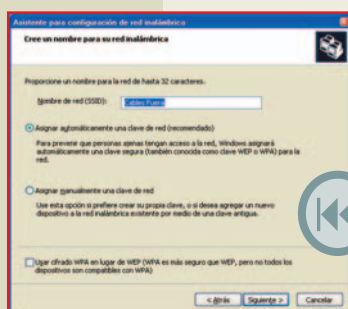 Asistente para configuración de red inalámbrica
Cree un nombre para su red inalámbrica
Proporcione un nombre para la red de hasta 32 caracteres.
Nombre de red (SSID): Cables Fuera
Asignar automáticamente una clave de red (recomendado)
Para prevenir que personas ajenas tengan acceso a la red, Windows asignará
automáticamente una clave segura (también conocida como clave WEP o WPA) para la
red.
Asignar manualmente una clave de red
Use esta opción si prefiere crear su propia clave, o si desea agregar un nuevo
dispositivo a la red inalámbrica existente por medio de una clave antigua.
Usar cifrado WPA en lugar de WEP (WPA es más seguro que WEP, pero no todos los
dispositivos son compatibles con WPA)
< Atrás Siguiente > Cancelar